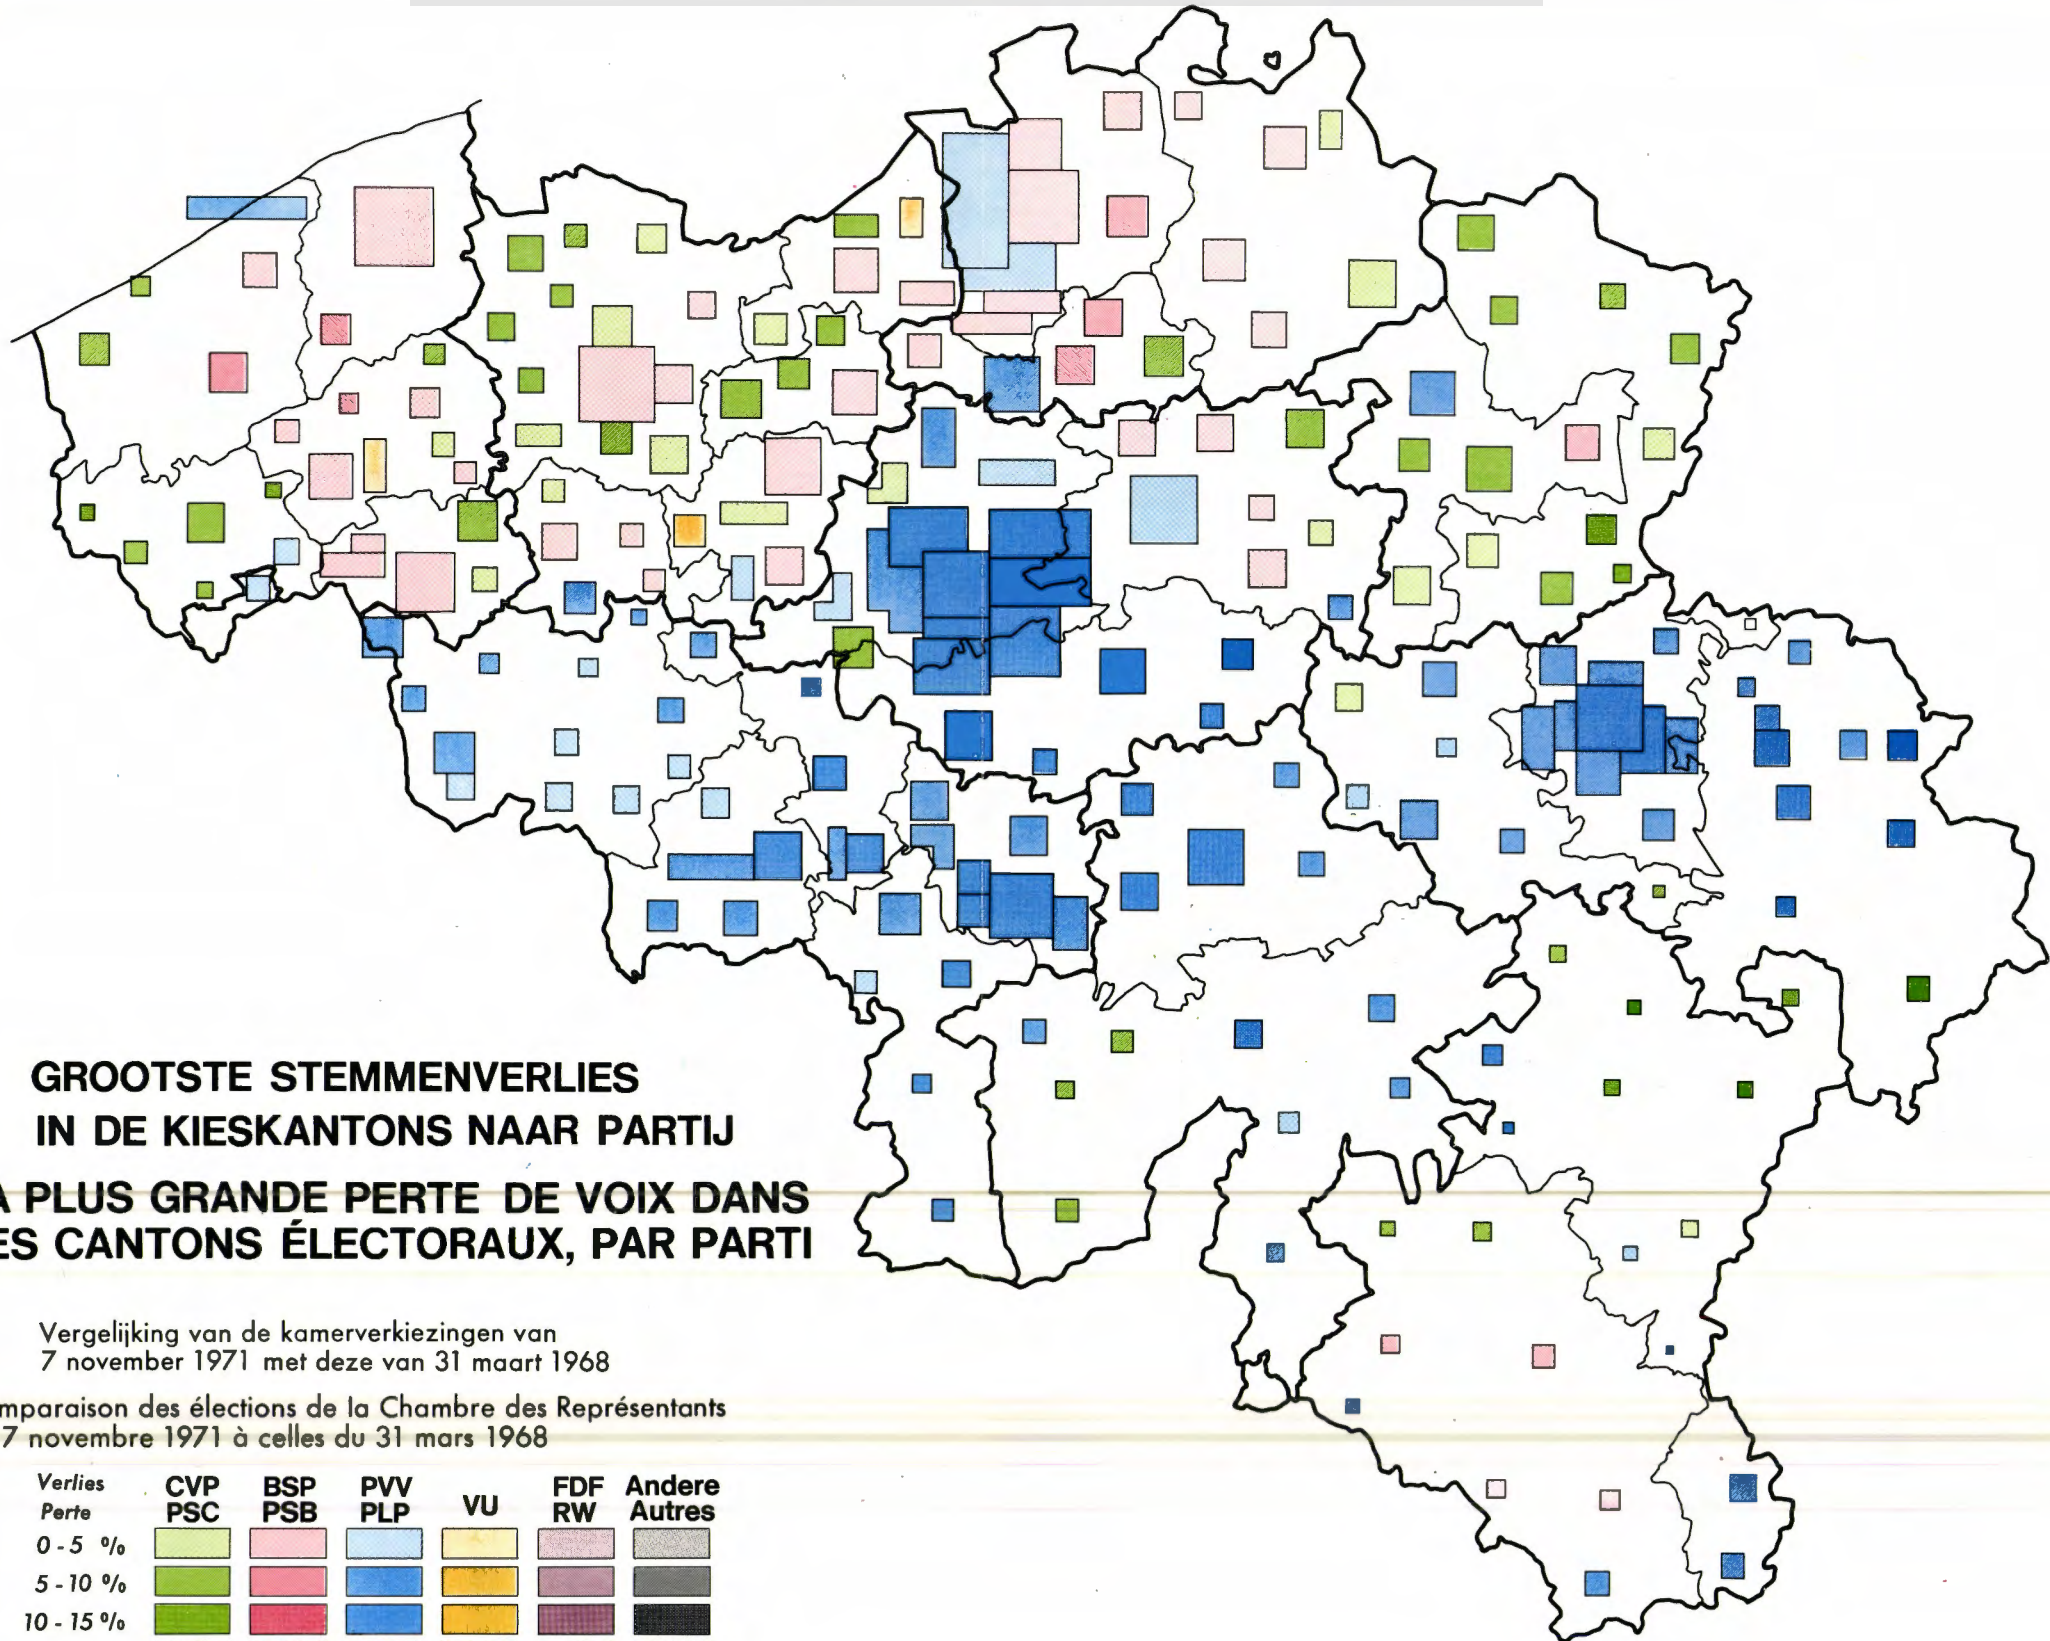 GROOTSTE STEMMENVERLIES
IN DE KIESKANTONS NAAR PARTIJ
A PLUS GRANDE PERTE DE VOIX DANS
ES CANTONS ÉLECTORAUX, PAR PARTI
Vergelijking van de kamerverkiezingen van
7 november 1971 met deze van 31 maart 1968
mparaison des élections de la Chambre des Représentants
7 novembre 1971 à celles du 31 mars 1968
Verlies CVP BSP PVV VU FDF Andere
Perte PSC PSB PLP RW Autres
0-5 %
5-10 %
10-15 %